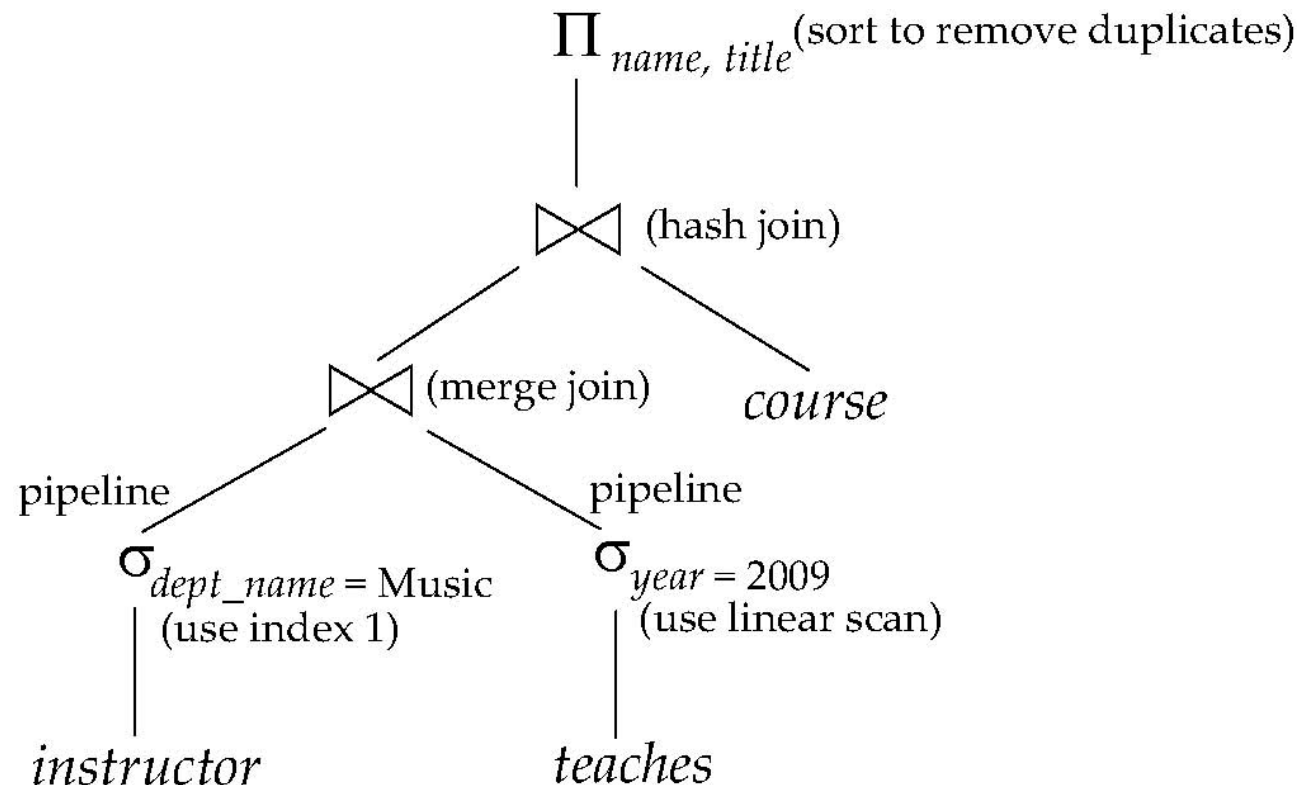 Π name, title (sort to remove duplicates)
(hash join)
(merge join)
course
pipeline
pipeline
σ dept_name = Music
(use index 1)
σ year = 2009
(use linear scan)
instructor
teaches